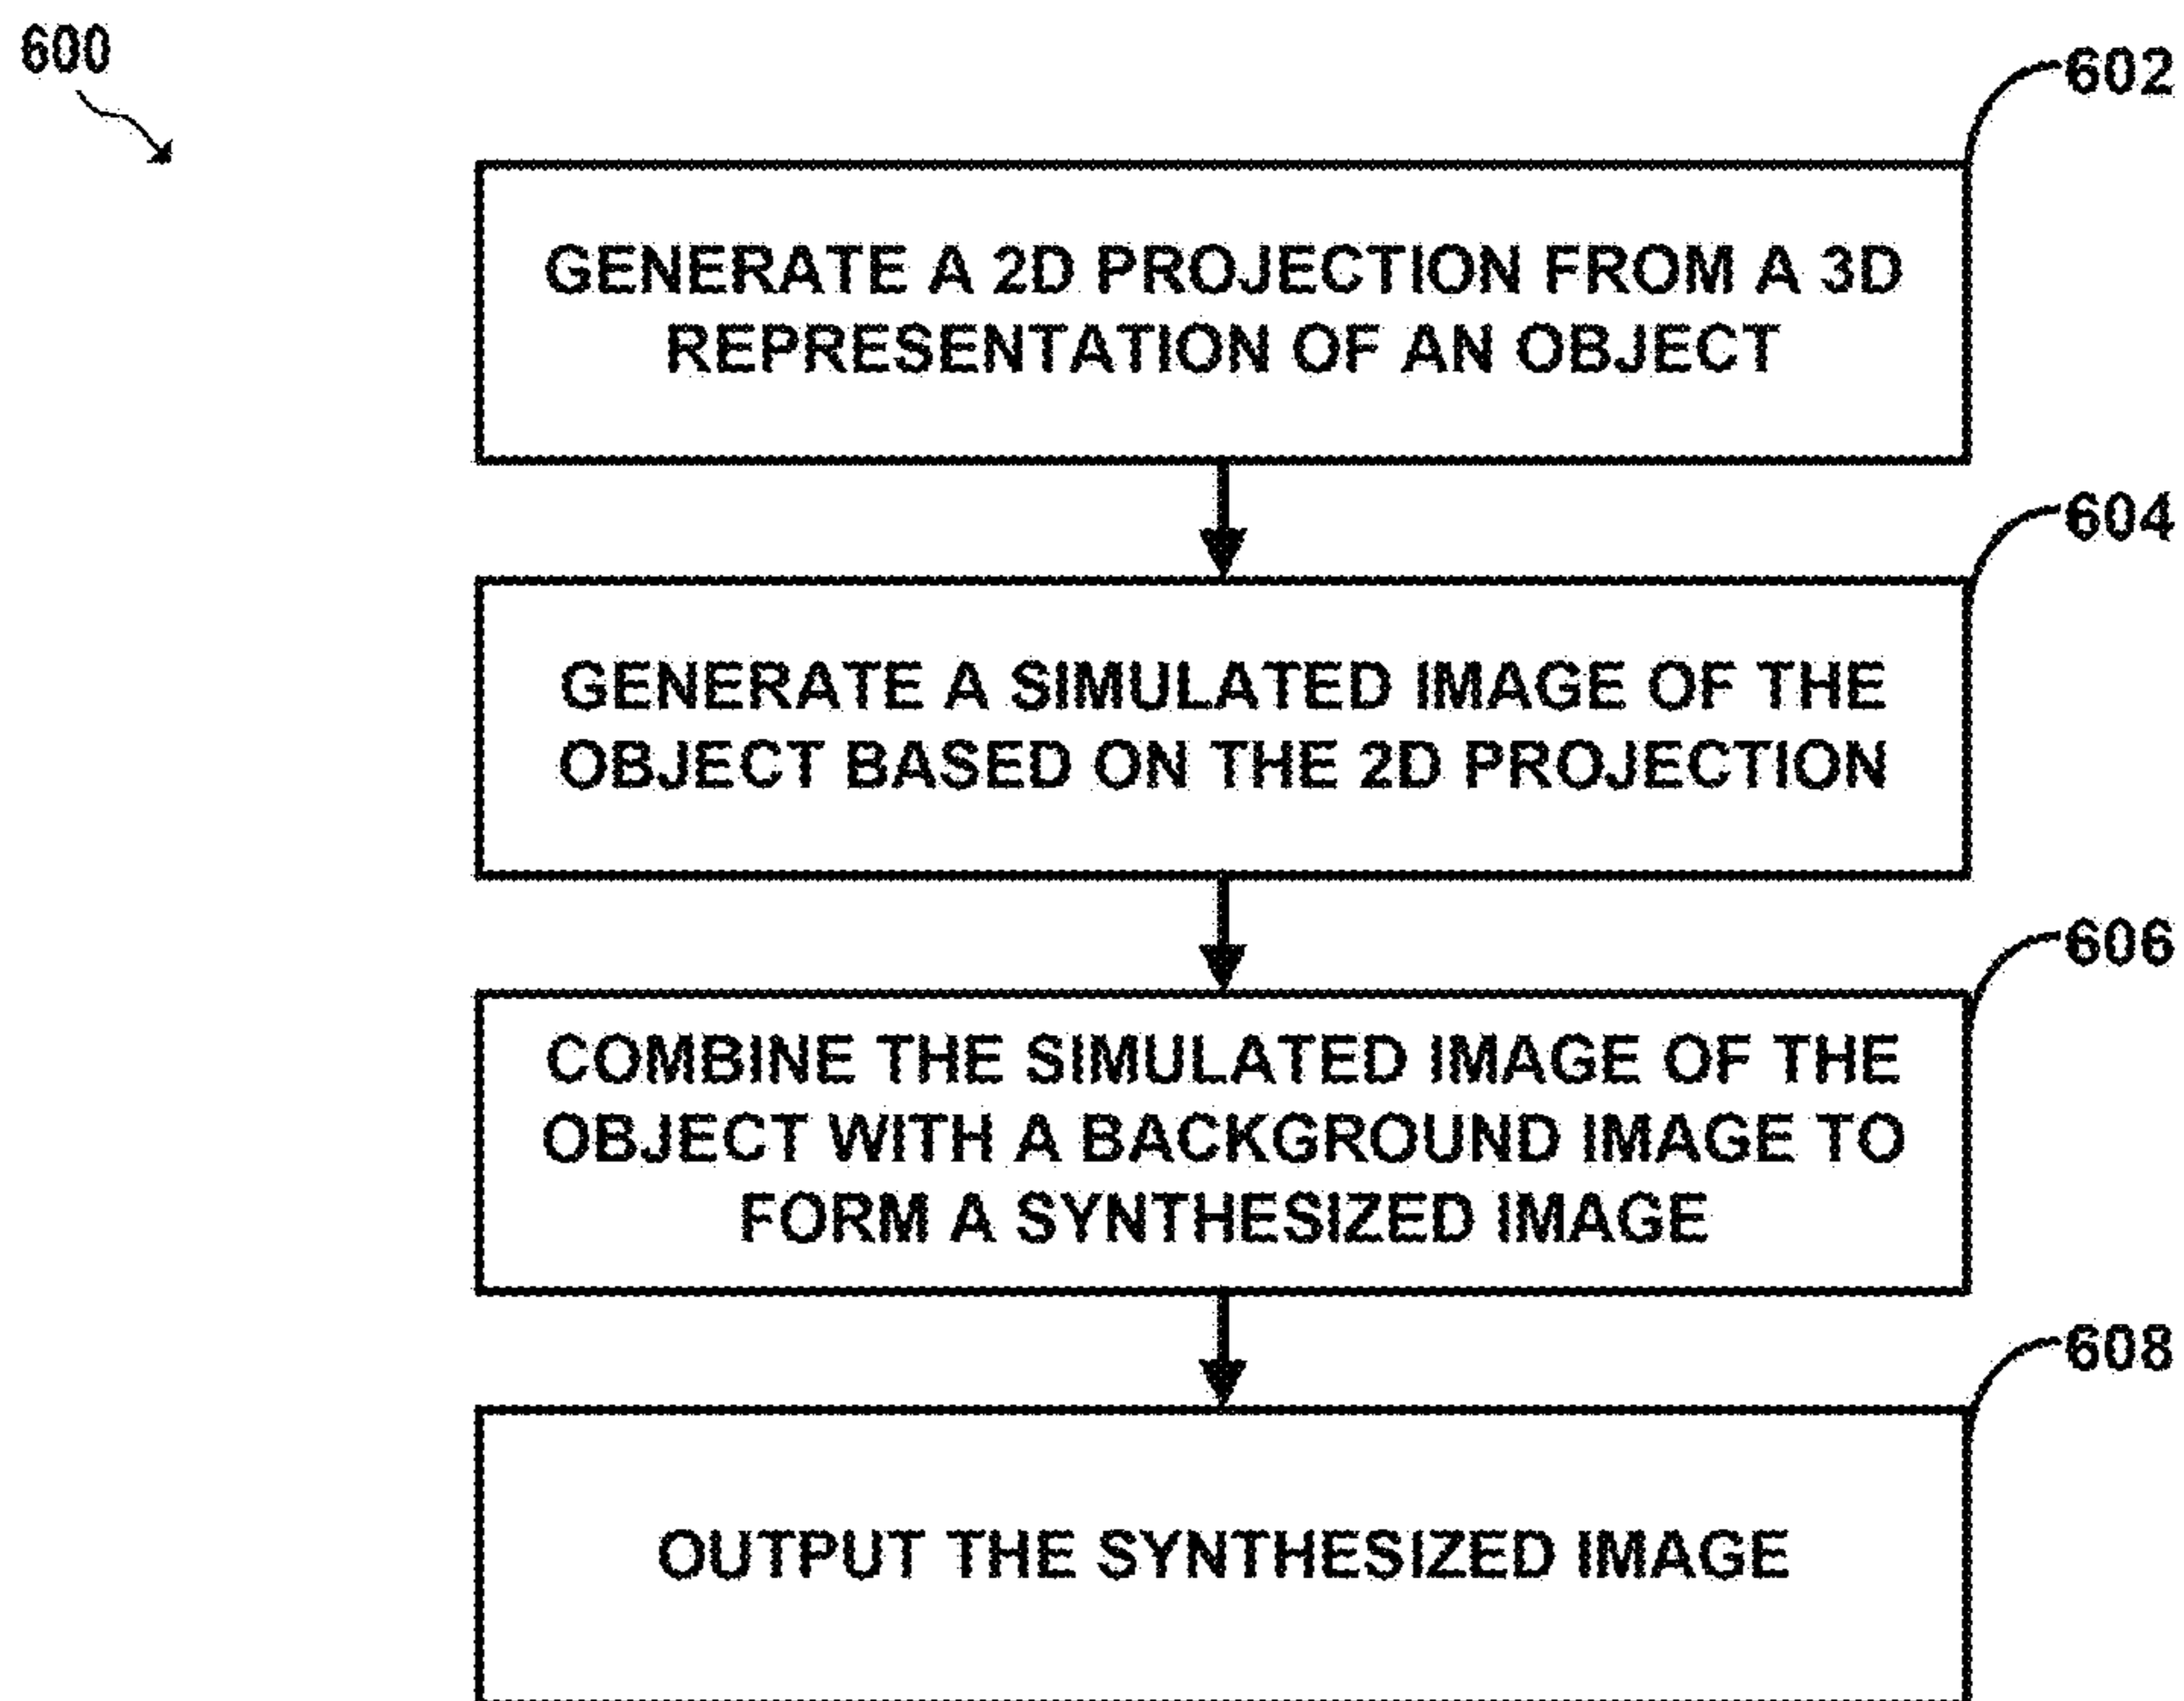 600
602
GENERATE A 2D PROJECTION FROM A 3D
REPRESENTATION OF AN OBJECT
604
GENERATE A SIMULATED IMAGE OF THE
OBJECT BASED ON THE 2D PROJECTION
606
COMBINE THE SIMULATED IMAGE OF THE
OBJECT WITH A BACKGROUND IMAGE TO
FORM A SYNTHESIZED IMAGE
608
OUTPUT THE SYNTHESIZED IMAGE